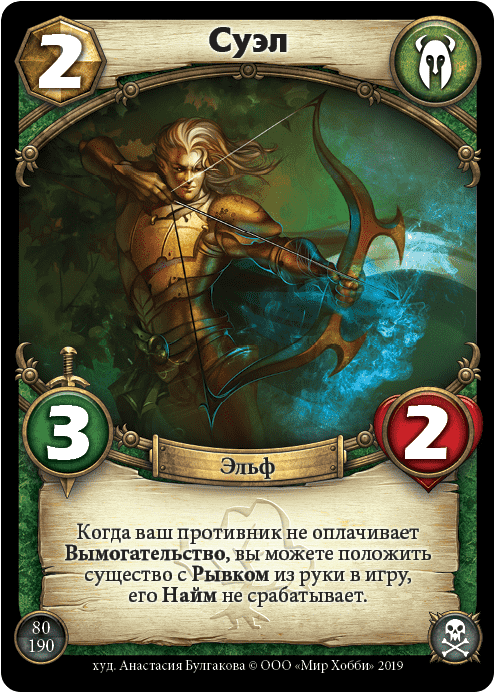 2
Суэл
3
2
Эльф
Когда ваш противник не оплачивает
Вымогательство, вы можете положить
существо с Рывком из руки в игру,
его Найм не срабатывает.
80
190
худ. Анастасия Булгакова © ООО «Мир Хобби» 2019